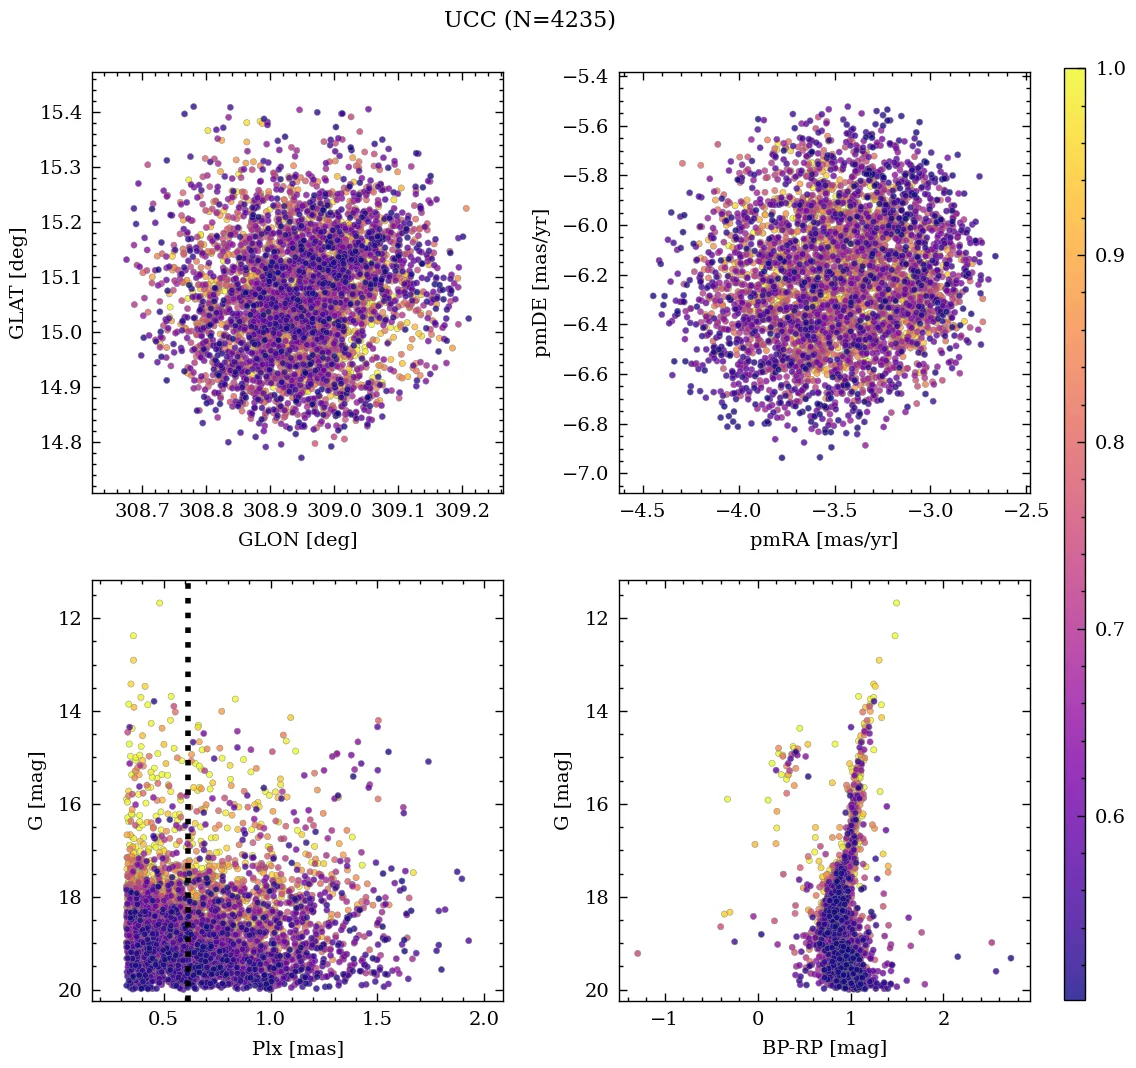 UCC (N=4235)
15.4
15.3
15.2
15.1
15.0
14.9
14.8
GLAT [deg]
308.7 308.8 308.9 309.0 309.1 309.2
GLON [deg]
−5.4
−5.6
−5.8
−6.0
−6.2
−6.4
−6.6
−6.8
−7.0
pmDE [mas/yr]
−4.5 −4.0 −3.5 −3.0 −2.5
pmRA [mas/yr]
12
14
16
18
20
G [mag]
0.5 1.0 1.5 2.0
Plx [mas]
12
14
16
18
20
G [mag]
−1 0 1 2
BP-RP [mag]
1.0
0.9
0.8
0.7
0.6